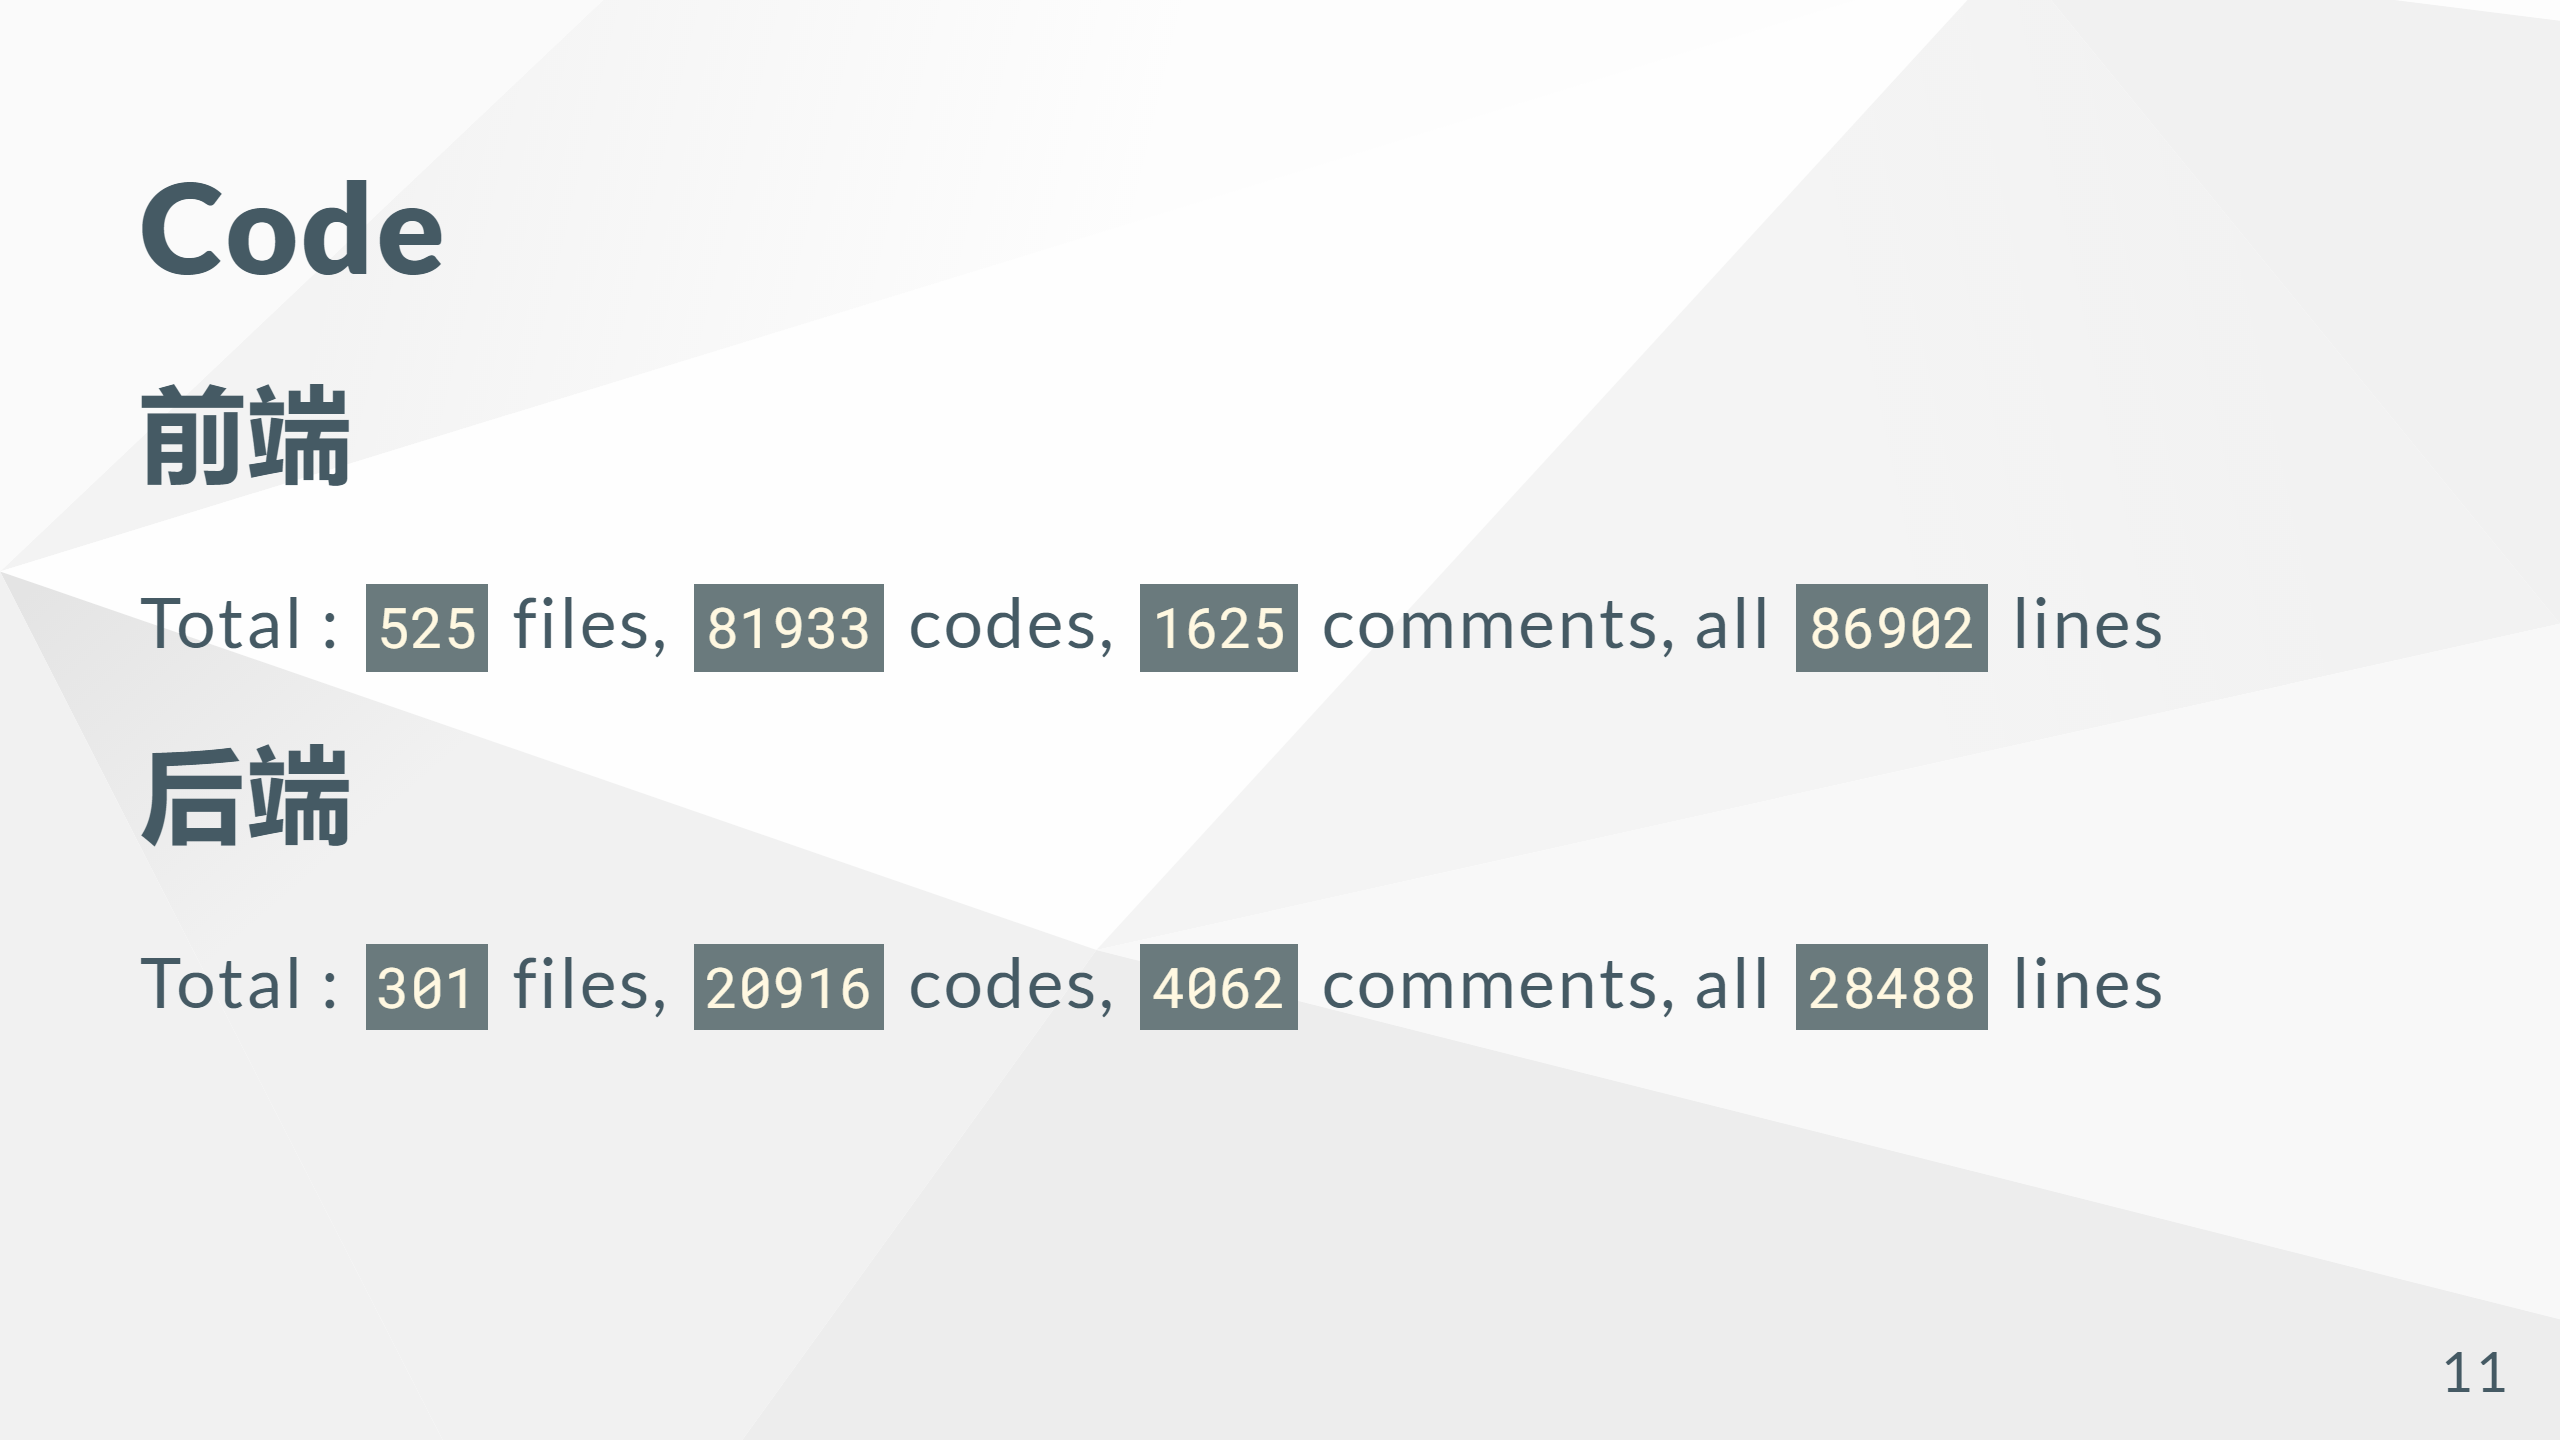 Code
前端
Total : 525 files, 81933 codes, 1625 comments, all 86902 lines
后端
Total : 301 files, 20916 codes, 4062 comments, all 28488 lines
11